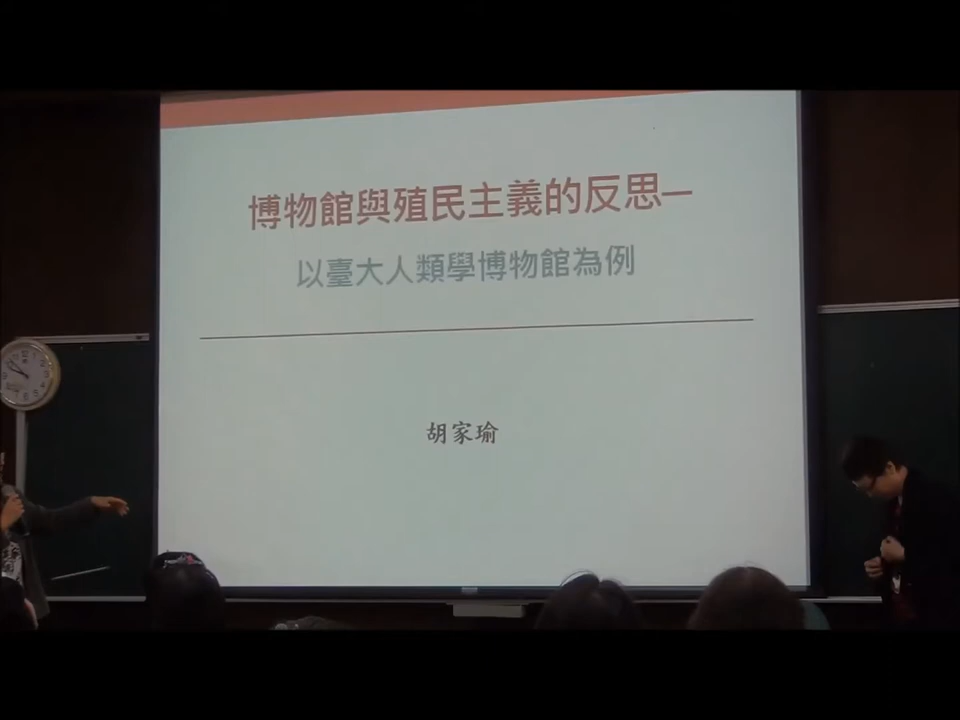 博物館與殖民主義的反思—
以臺大人類學博物館為例
胡家瑜